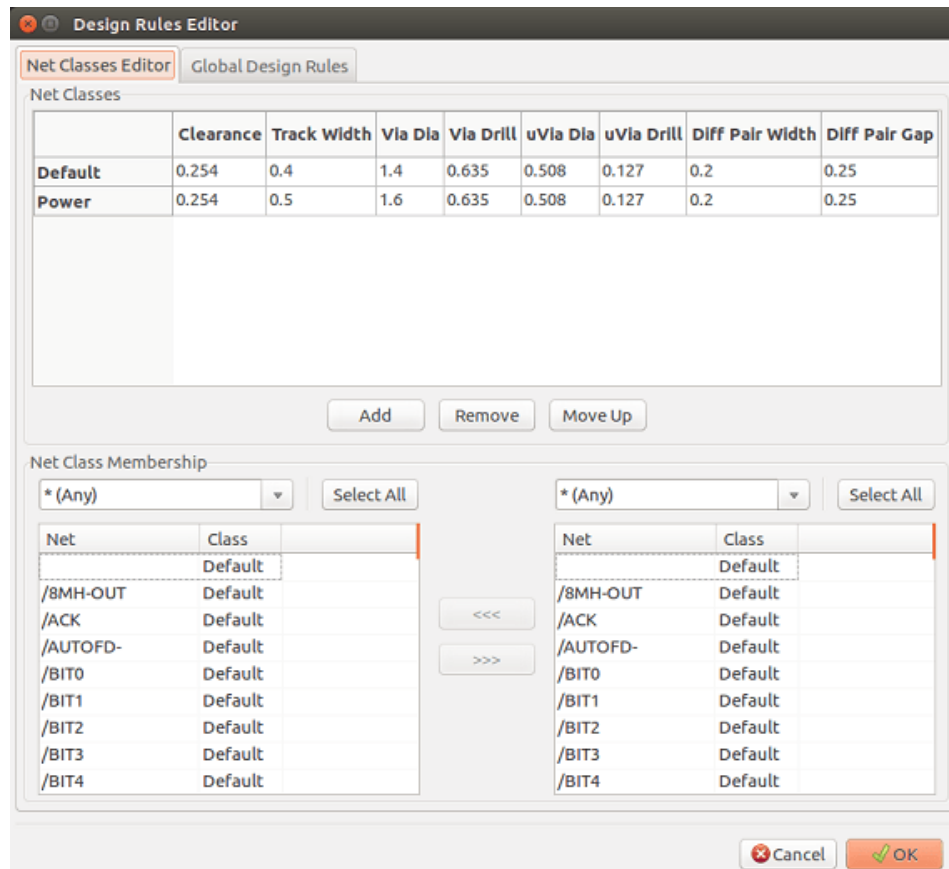 Design Rules Editor
Net Classes Editor Global Design Rules
Net Classes
Clearance Track Width Via Dia Via Drill uVia Dia uVia Drill Diff Pair Width Diff Pair Gap
Default 0.254 0.4 1.4 0.635 0.508 0.127 0.2 0.25
Power 0.254 0.5 1.6 0.635 0.508 0.127 0.2 0.25
Add Remove Move Up
Net Class Membership
* (Any) Select All * (Any) Select All
Net Class Net Class
Default Default
/8MH-OUT Default /8MH-OUT Default
/ACK Default <<< /ACK Default
/AUTOFD- Default /AUTOFD- Default
/BIT0 Default >>> /BIT0 Default
/BIT1 Default /BIT1 Default
/BIT2 Default /BIT2 Default
/BIT3 Default /BIT3 Default
/BIT4 Default /BIT4 Default
Cancel OK